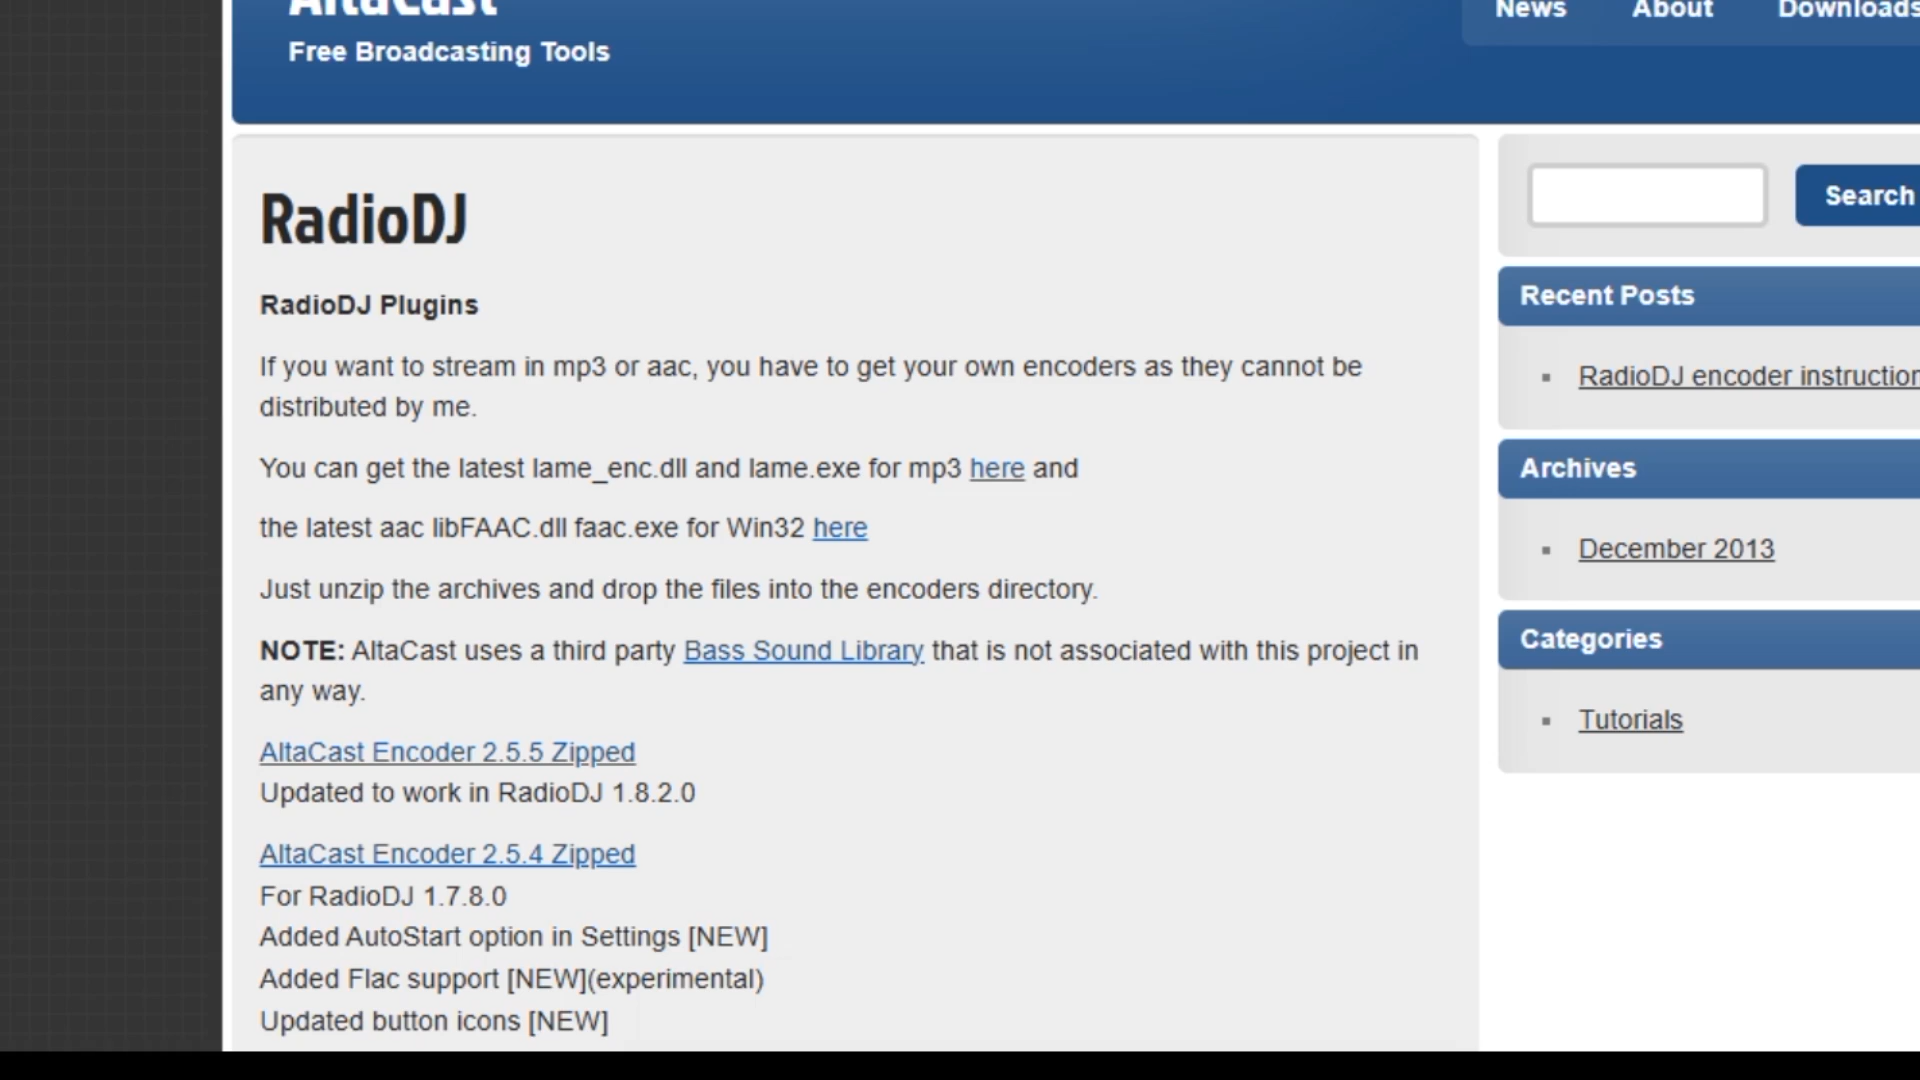 AltaCast
News About Downloads
Free Broadcasting Tools
RadioDJ
RadioDJ Plugins
If you want to stream in mp3 or aac, you have to get your own encoders as they cannot be
distributed by me.
You can get the latest lame_enc.dll and lame.exe for mp3 here and
the latest aac libFAAC.dll faac.exe for Win32 here
Just unzip the archives and drop the files into the encoders directory.
NOTE: AltaCast uses a third party Bass Sound Library that is not associated with this project in
any way.
AltaCast Encoder 2.5.5 Zipped
Updated to work in RadioDJ 1.8.2.0
AltaCast Encoder 2.5.4 Zipped
For RadioDJ 1.7.8.0
Added AutoStart option in Settings [NEW]
Added Flac support [NEW](experimental)
Updated button icons [NEW]
Search
Recent Posts
RadioDJ encoder instruction
Archives
December 2013
Categories
Tutorials